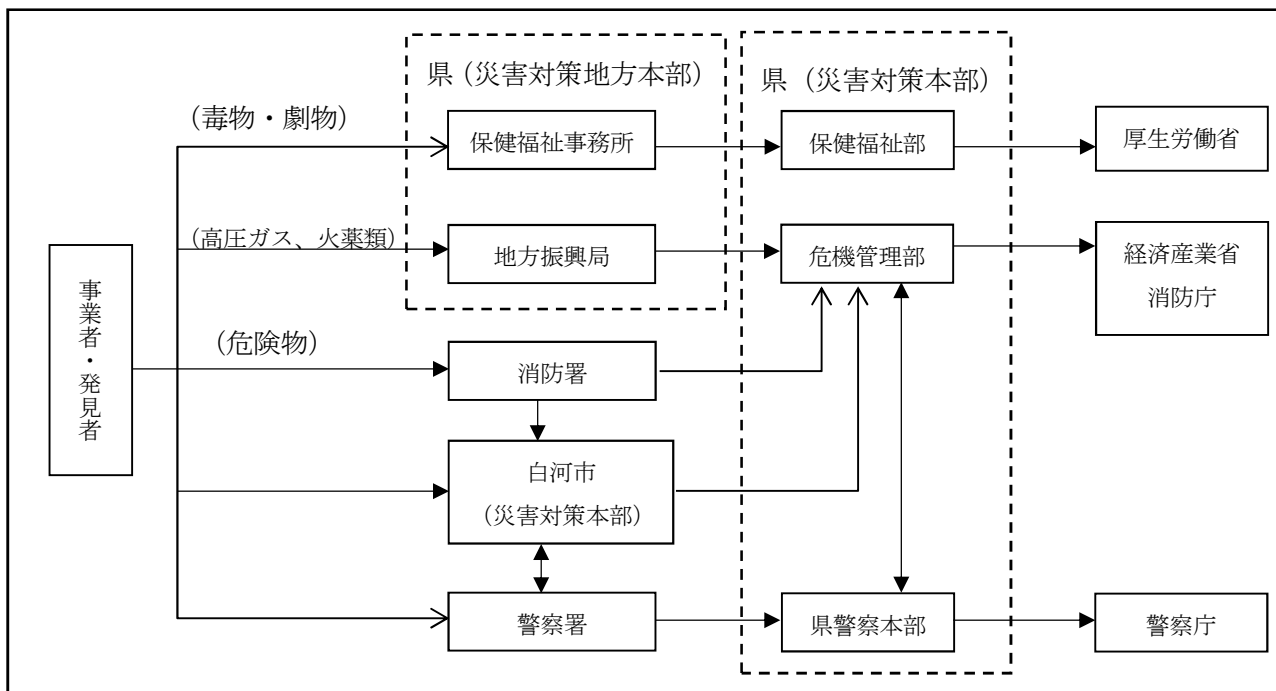 県（災害対策地方本部）
県（災害対策本部）
（毒物・劇物）
保健福祉事務所
保健福祉部
厚生労働省
（高圧ガス、火薬類）
地方振興局
危機管理部
経済産業省
消防庁
事業者・発見者
（危険物）
消防署
白河市
（災害対策本部）
警察署
県警察本部
警察庁